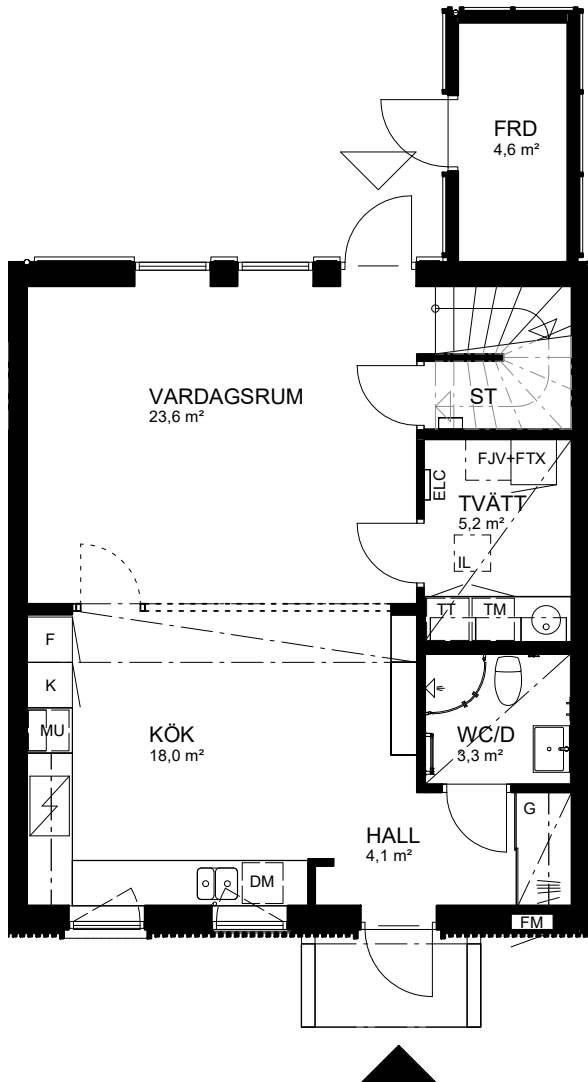 FRD
4,6 m²
VARDAGSRUM
23,6 m²
ST
FJV+FTX
ELC
TVÄTT
5,2 m²
IL
TT
TM
F
K
MU
KÖK
18,0 m²
WC/D
3,3 m²
G
HALL
4,1 m²
DM
FM